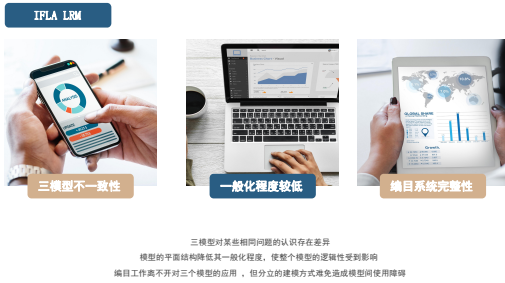 IFLA LRM
ANALYSIS
GLOBAL SHARE
Growth
三模型不一致性
一般化程度较低
编目系统完整性
三模型对某些相同问题的认识存在差异
模型的平面结构降低其一般化程度，使整个模型的逻辑性受到影响
编目工作离不开对三个模型的应用 ，但分立的建模方式难免造成模型间使用障碍